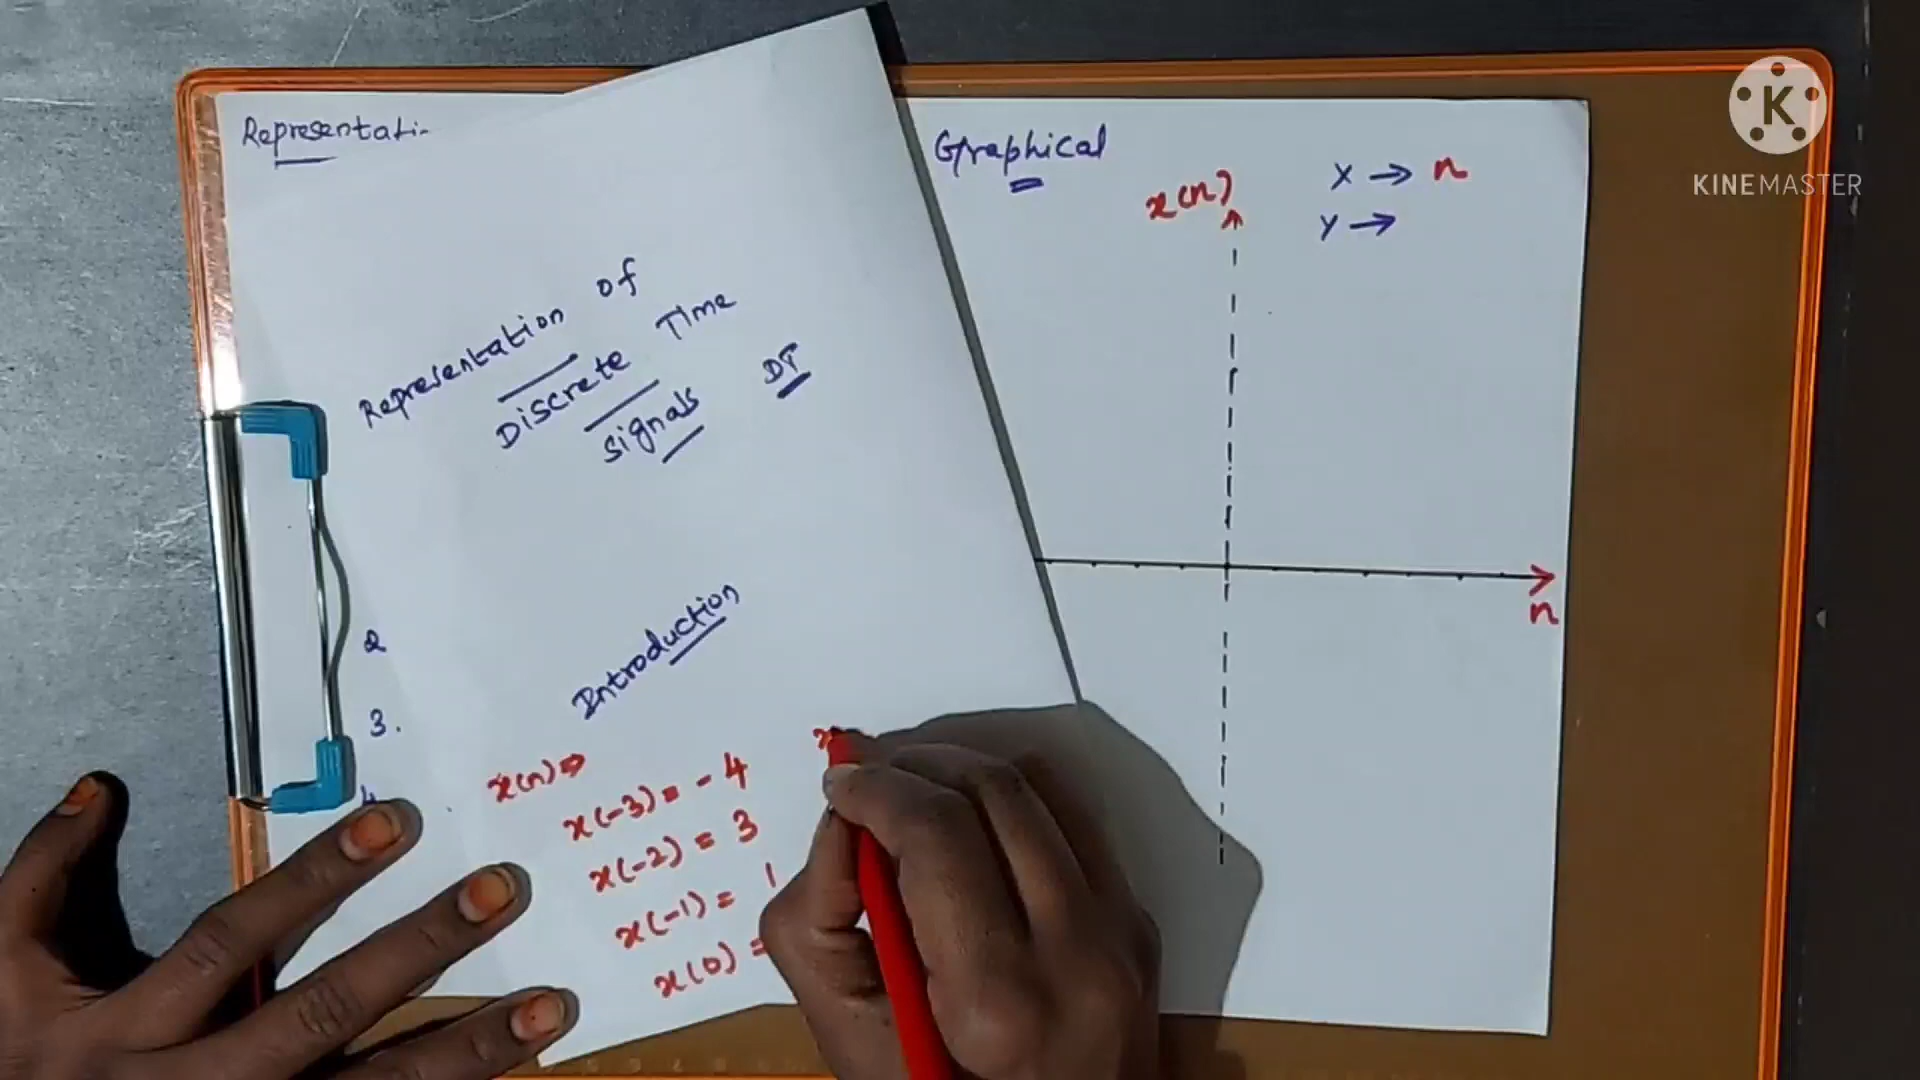 Representati
Representation of
Discrete Time
Signals DT
Introduction
2
3.
x(n) ⇒
x(-3) = -4
x(-2) = 3
x(-1) = 1
x(0) =
Graphical
x(n)
X → n
Y →
n
K
KINEMASTER